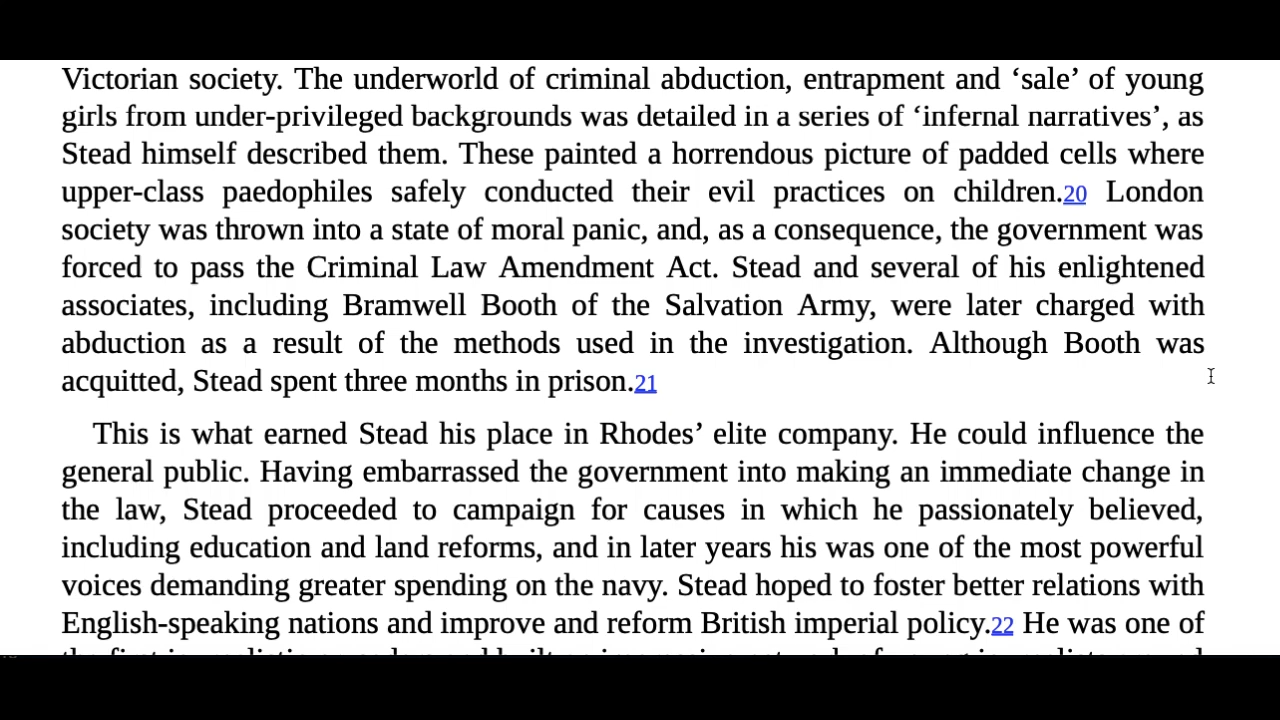 Victorian society. The underworld of criminal abduction, entrapment and ‘sale’ of young
girls from under-privileged backgrounds was detailed in a series of ‘infernal narratives’, as
Stead himself described them. These painted a horrendous picture of padded cells where
upper-class paedophiles safely conducted their evil practices on children.20 London
society was thrown into a state of moral panic, and, as a consequence, the government was
forced to pass the Criminal Law Amendment Act. Stead and several of his enlightened
associates, including Bramwell Booth of the Salvation Army, were later charged with
abduction as a result of the methods used in the investigation. Although Booth was
acquitted, Stead spent three months in prison.21
This is what earned Stead his place in Rhodes’ elite company. He could influence the
general public. Having embarrassed the government into making an immediate change in
the law, Stead proceeded to campaign for causes in which he passionately believed,
including education and land reforms, and in later years his was one of the most powerful
voices demanding greater spending on the navy. Stead hoped to foster better relations with
English-speaking nations and improve and reform British imperial policy.22 He was one of